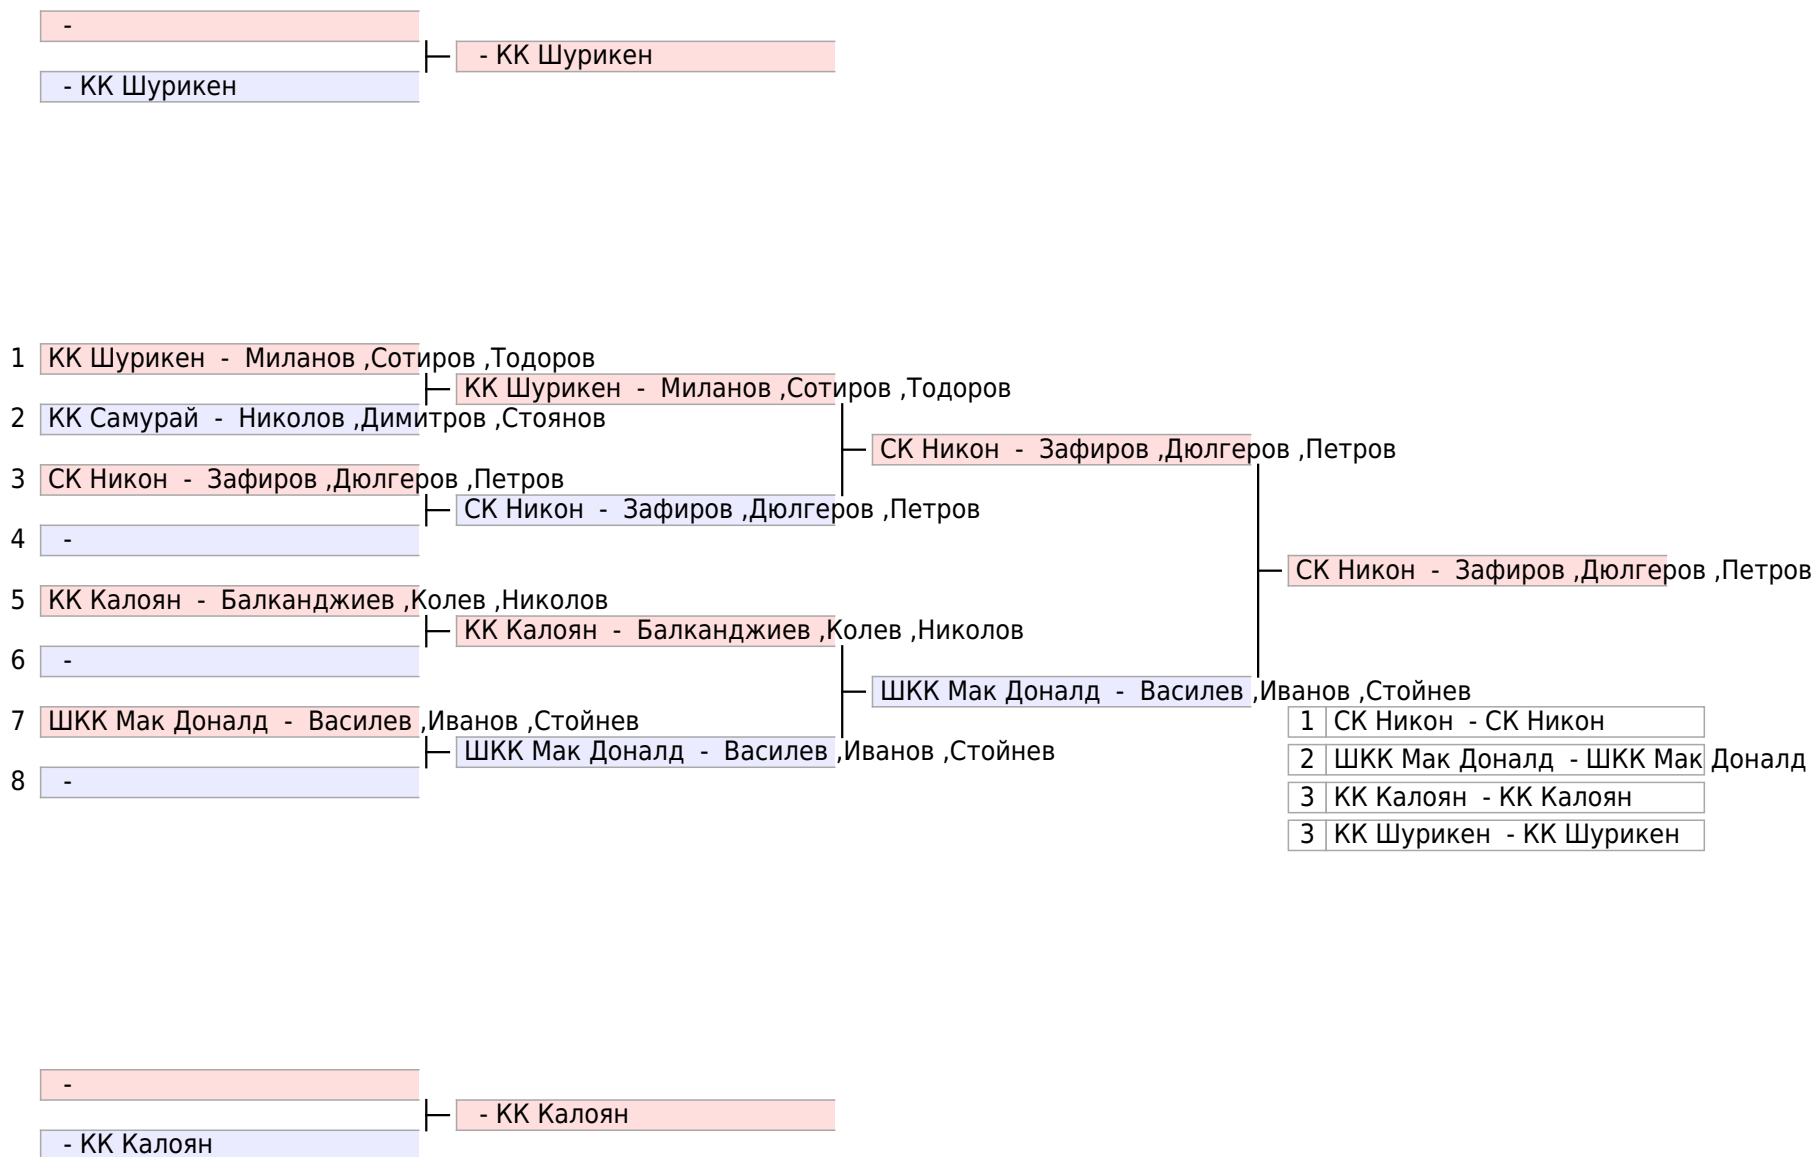 -
- КК Шурикен
- КК Шурикен
1 КК Шурикен - Миланов ,Сотиров ,Тодоров
КК Шурикен - Миланов ,Сотиров ,Тодоров
2 КК Самурай - Николов ,Димитров ,Стоянов
СК Никон - Зафиров ,Дюлгеров ,Петров
3 СК Никон - Зафиров ,Дюлгеров ,Петров
СК Никон - Зафиров ,Дюлгеров ,Петров
4 -
СК Никон - Зафиров ,Дюлгеров ,Петров
5 КК Калоян - Балканджиев ,Колев ,Николов
КК Калоян - Балканджиев ,Колев ,Николов
6 -
ШКК Мак Доналд - Василев ,Иванов ,Стойнев
7 ШКК Мак Доналд - Василев ,Иванов ,Стойнев
ШКК Мак Доналд - Василев ,Иванов ,Стойнев
8 -
1 СК Никон - СК Никон
2 ШКК Мак Доналд - ШКК Мак Доналд
3 КК Калоян - КК Калоян
3 КК Шурикен - КК Шурикен
-
- КК Калоян
- КК Калоян